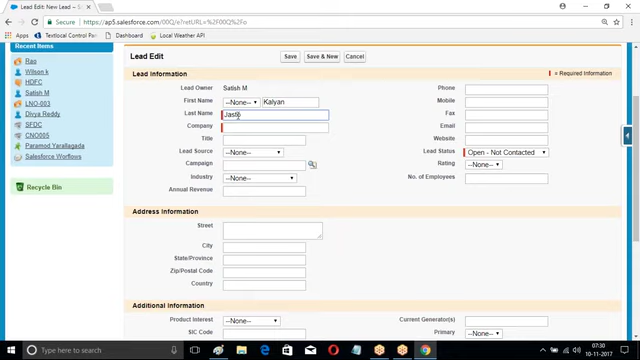 Lead Edit: New Lead ~ S
Secure
https://ap5.salesforce.com/00Q/e?retURL=%2F00Q%2Fo
Apps
Textlocal Control Panel
Dashboard
Local Weather API
Recent Items
Rao
Wilson k
HDFC
Satish M
LNO-003
Divya Reddy
SFDC
CNO005
Paramsd Yarallagada
Salesforce Worflows
Recycle Bin
Lead Edit
Save
Save & New
Cancel
Lead Information
= Required Information
Lead Owner Satish M
First Name --None-- Kalyan
Last Name
Company
Title
Lead Source --None--
Campaign
Industry --None--
Annual Revenue
Phone
Mobile
Fax
Email
Website
Lead Status Open - Not Contacted
Rating --None--
No. of Employees
Address Information
Street
City
State/Province
Zip/Postal Code
Country
Additional Information
Product Interest --None--
SIC Code
Current Generator(s)
Primary --None--
Type here to search
07:30
10-11-2017